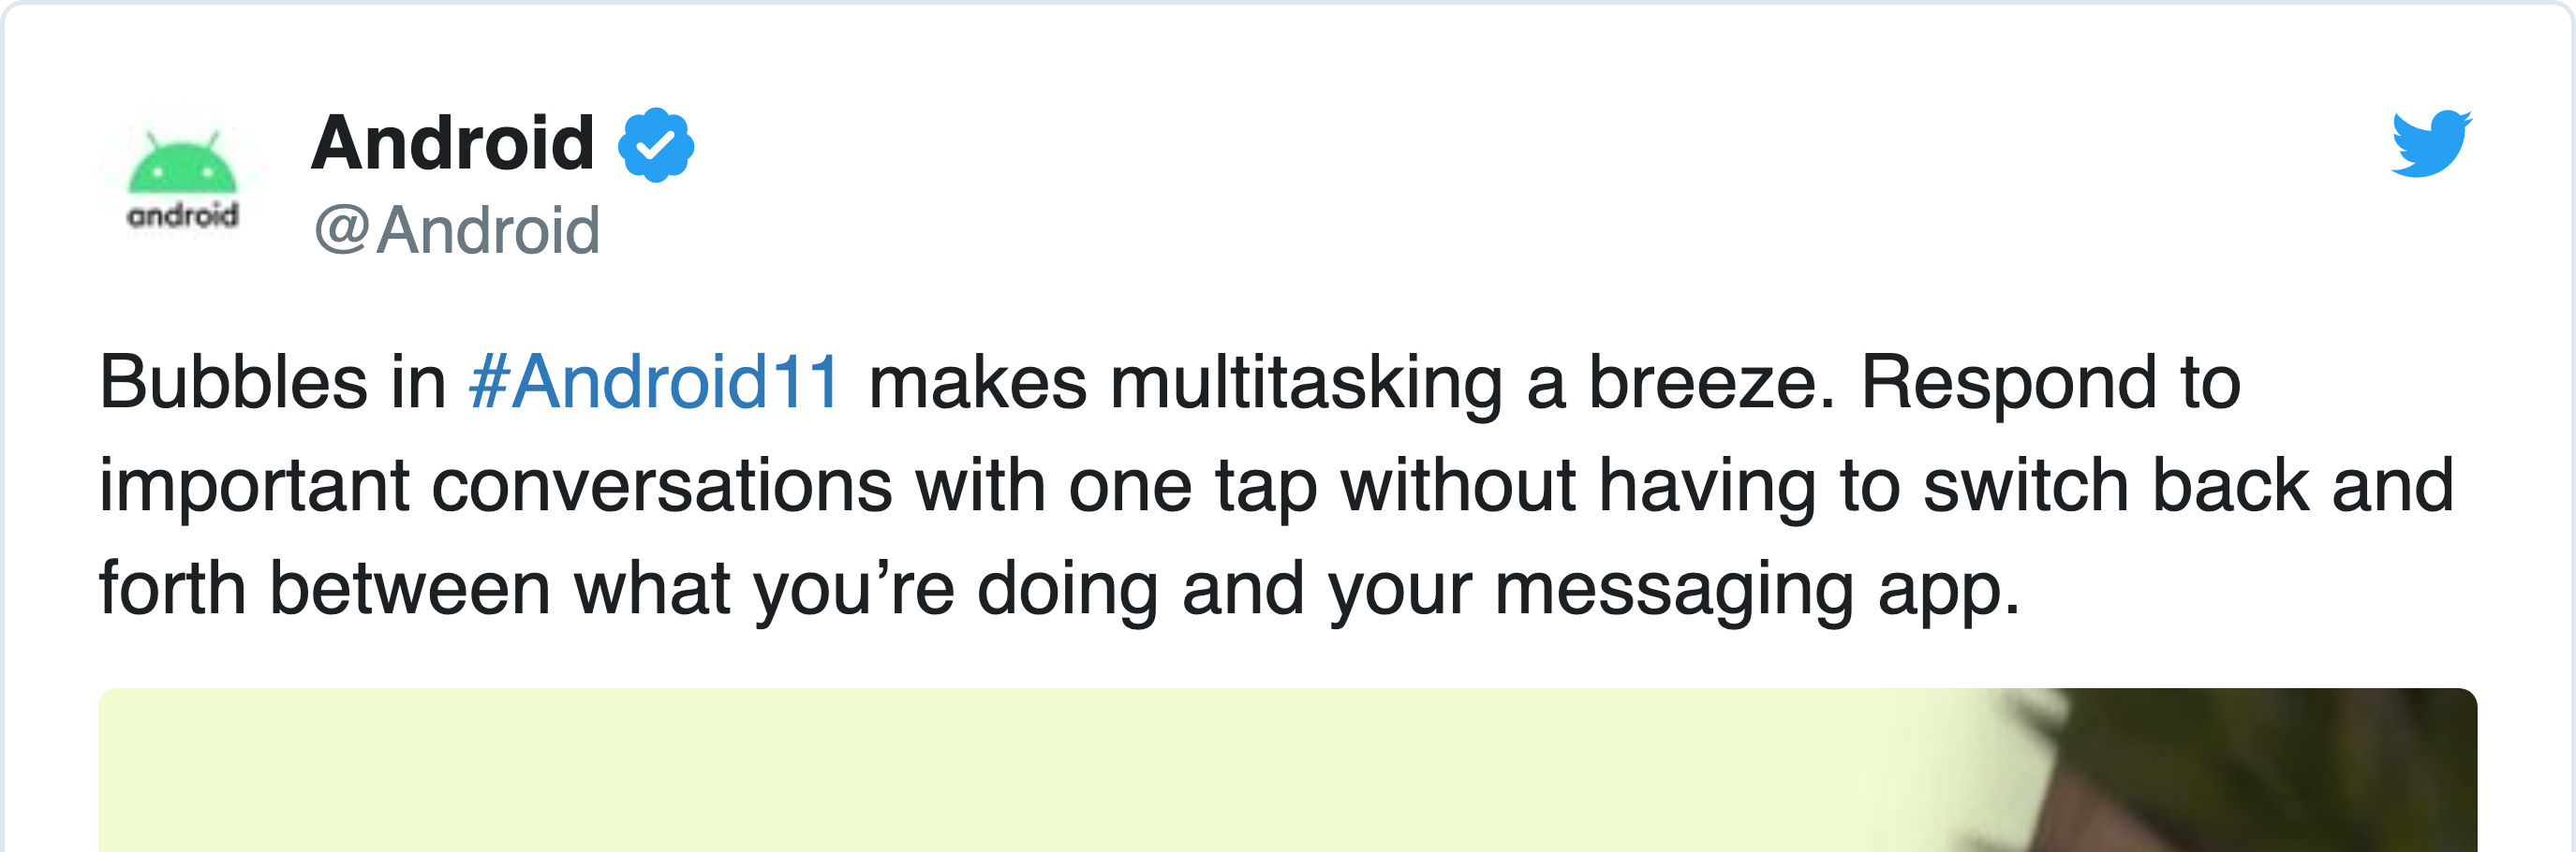 Android
@Android
android
Bubbles in #Android11 makes multitasking a breeze. Respond to
important conversations with one tap without having to switch back and
forth between what you’re doing and your messaging app.